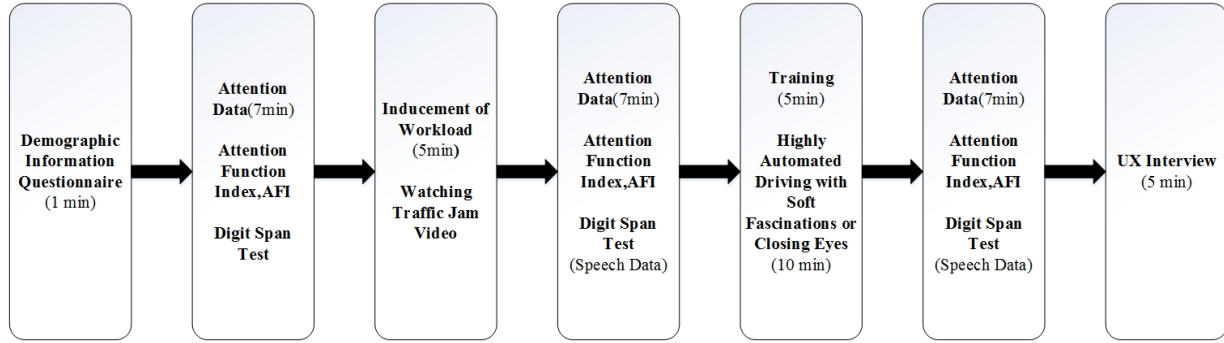 Demographic
Information
Questionnaire
(1 min)
Attention
Data(7min)
Attention
Function
Index,AFI
Digit Span
Test
Inducement of
Workload
(5min)
Watching
Traffic Jam
Video
Attention
Data(7min)
Attention
Function
Index,AFI
Digit Span
Test
(Speech Data)
Training
(5min)
Highly
Automated
Driving with
Soft
Fascinations or
Closing Eyes
(10 min)
Attention
Data(7min)
Attention
Function
Index,AFI
Digit Span
Test
(Speech Data)
UX Interview
(5 min)